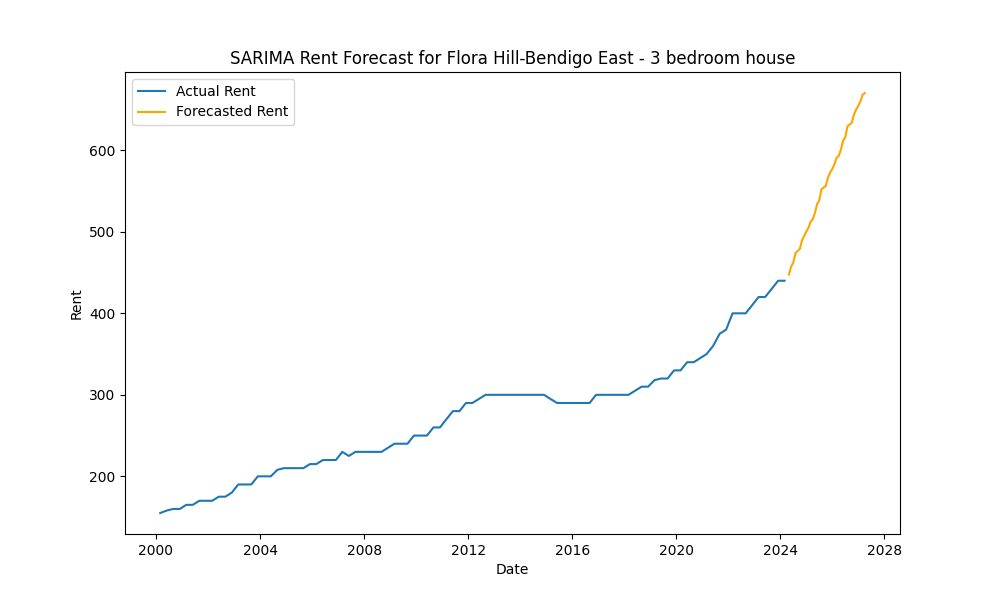 SARIMA Rent Forecast for Flora Hill-Bendigo East - 3 bedroom house
Actual Rent
Forecasted Rent
600
500
400
300
200
Rent
2000 2004 2008 2012 2016 2020 2024 2028
Date